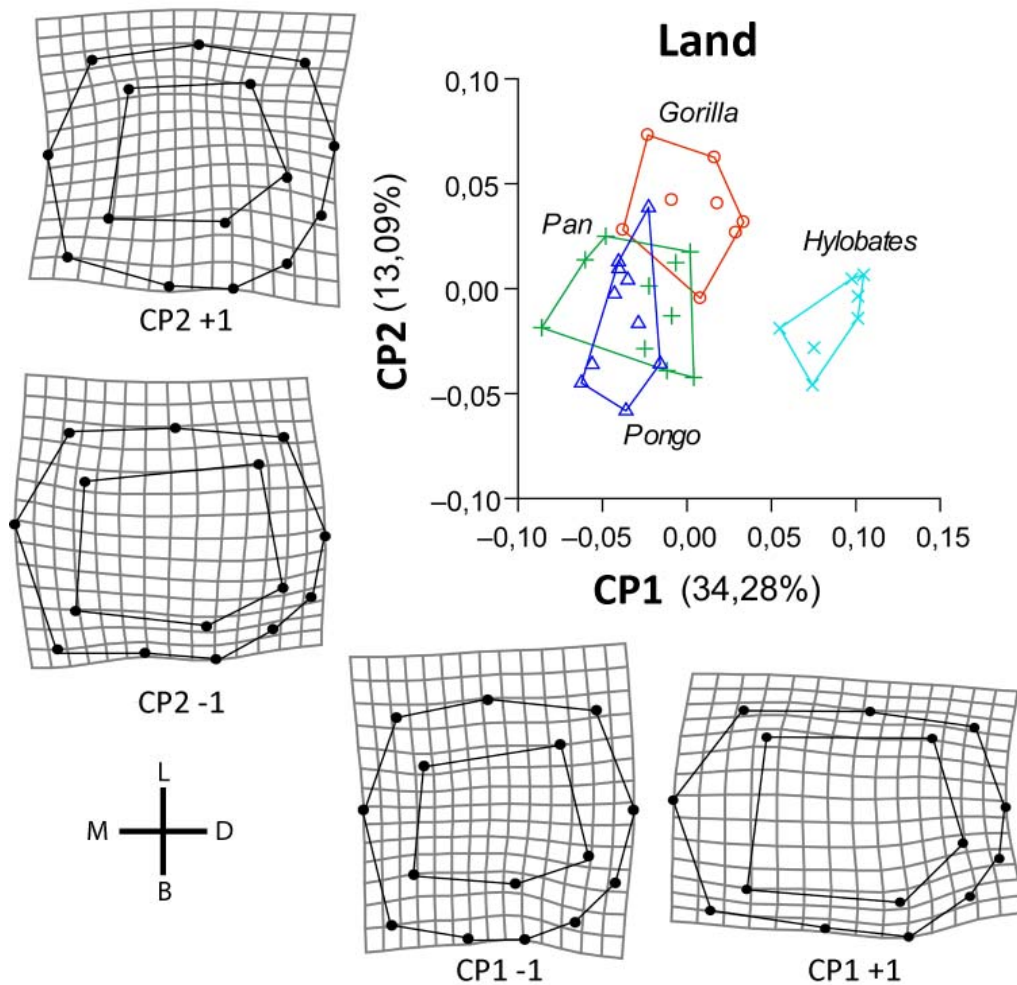 Land
0,10
0,05
0,00
–0,05
–0,10
CP2 (13,09%)
Gorilla
Pan
Hylobates
Pongo
–0,10 –0,05 0,00 0,05 0,10 0,15
CP1 (34,28%)
CP2 +1
CP2 -1
L
M D
B
CP1 -1
CP1 +1